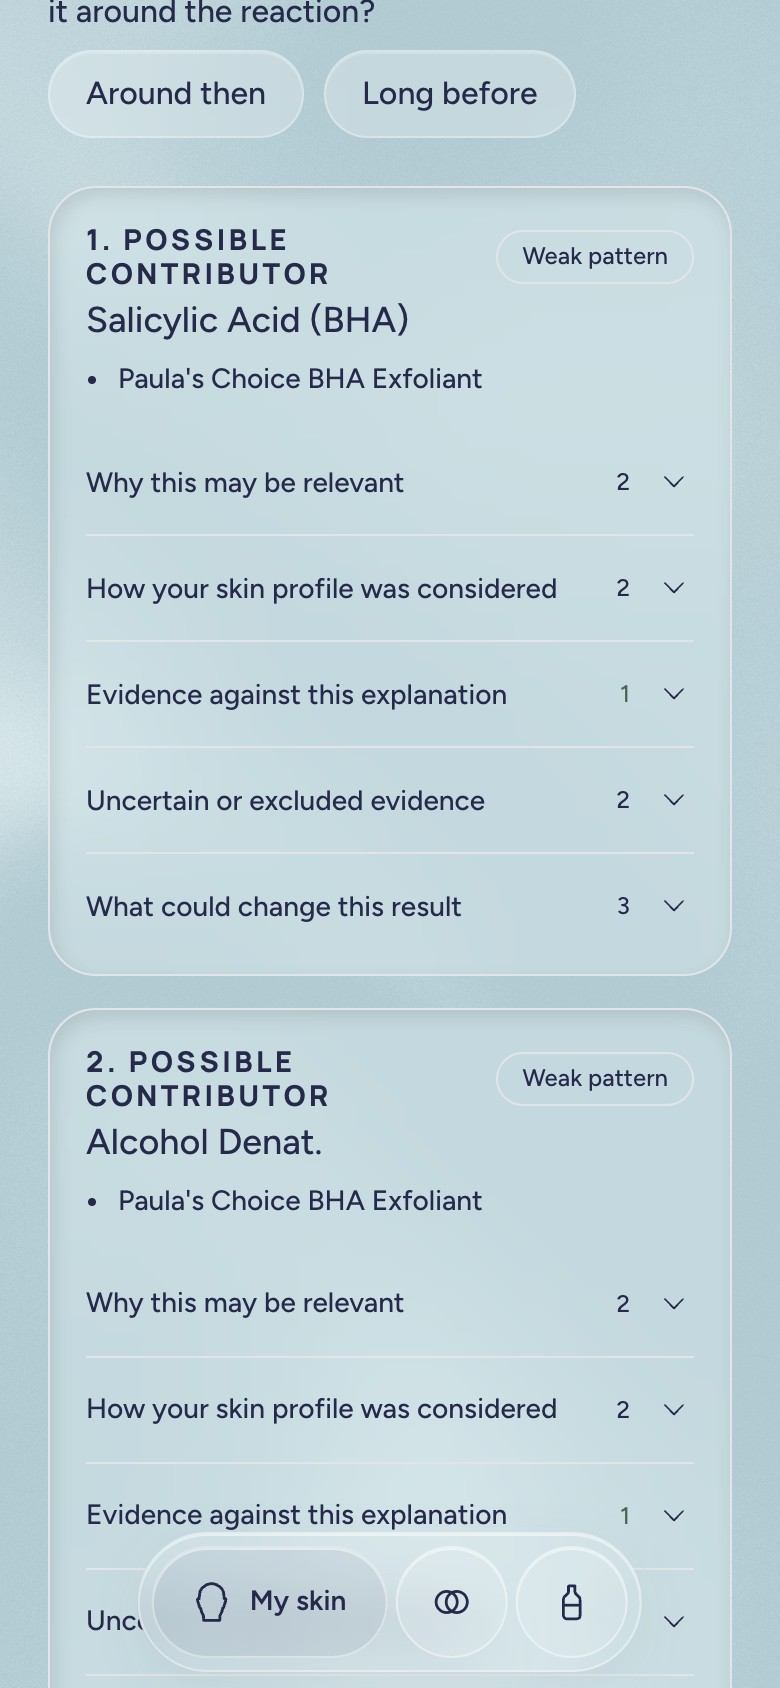 it around the reaction?
Around then
Long before
1. POSSIBLE
CONTRIBUTOR
Weak pattern
Salicylic Acid (BHA)
• Paula's Choice BHA Exfoliant
Why this may be relevant 2
How your skin profile was considered 2
Evidence against this explanation 1
Uncertain or excluded evidence 2
What could change this result 3
2. POSSIBLE
CONTRIBUTOR
Weak pattern
Alcohol Denat.
• Paula's Choice BHA Exfoliant
Why this may be relevant 2
How your skin profile was considered 2
Evidence against this explanation 1
My skin